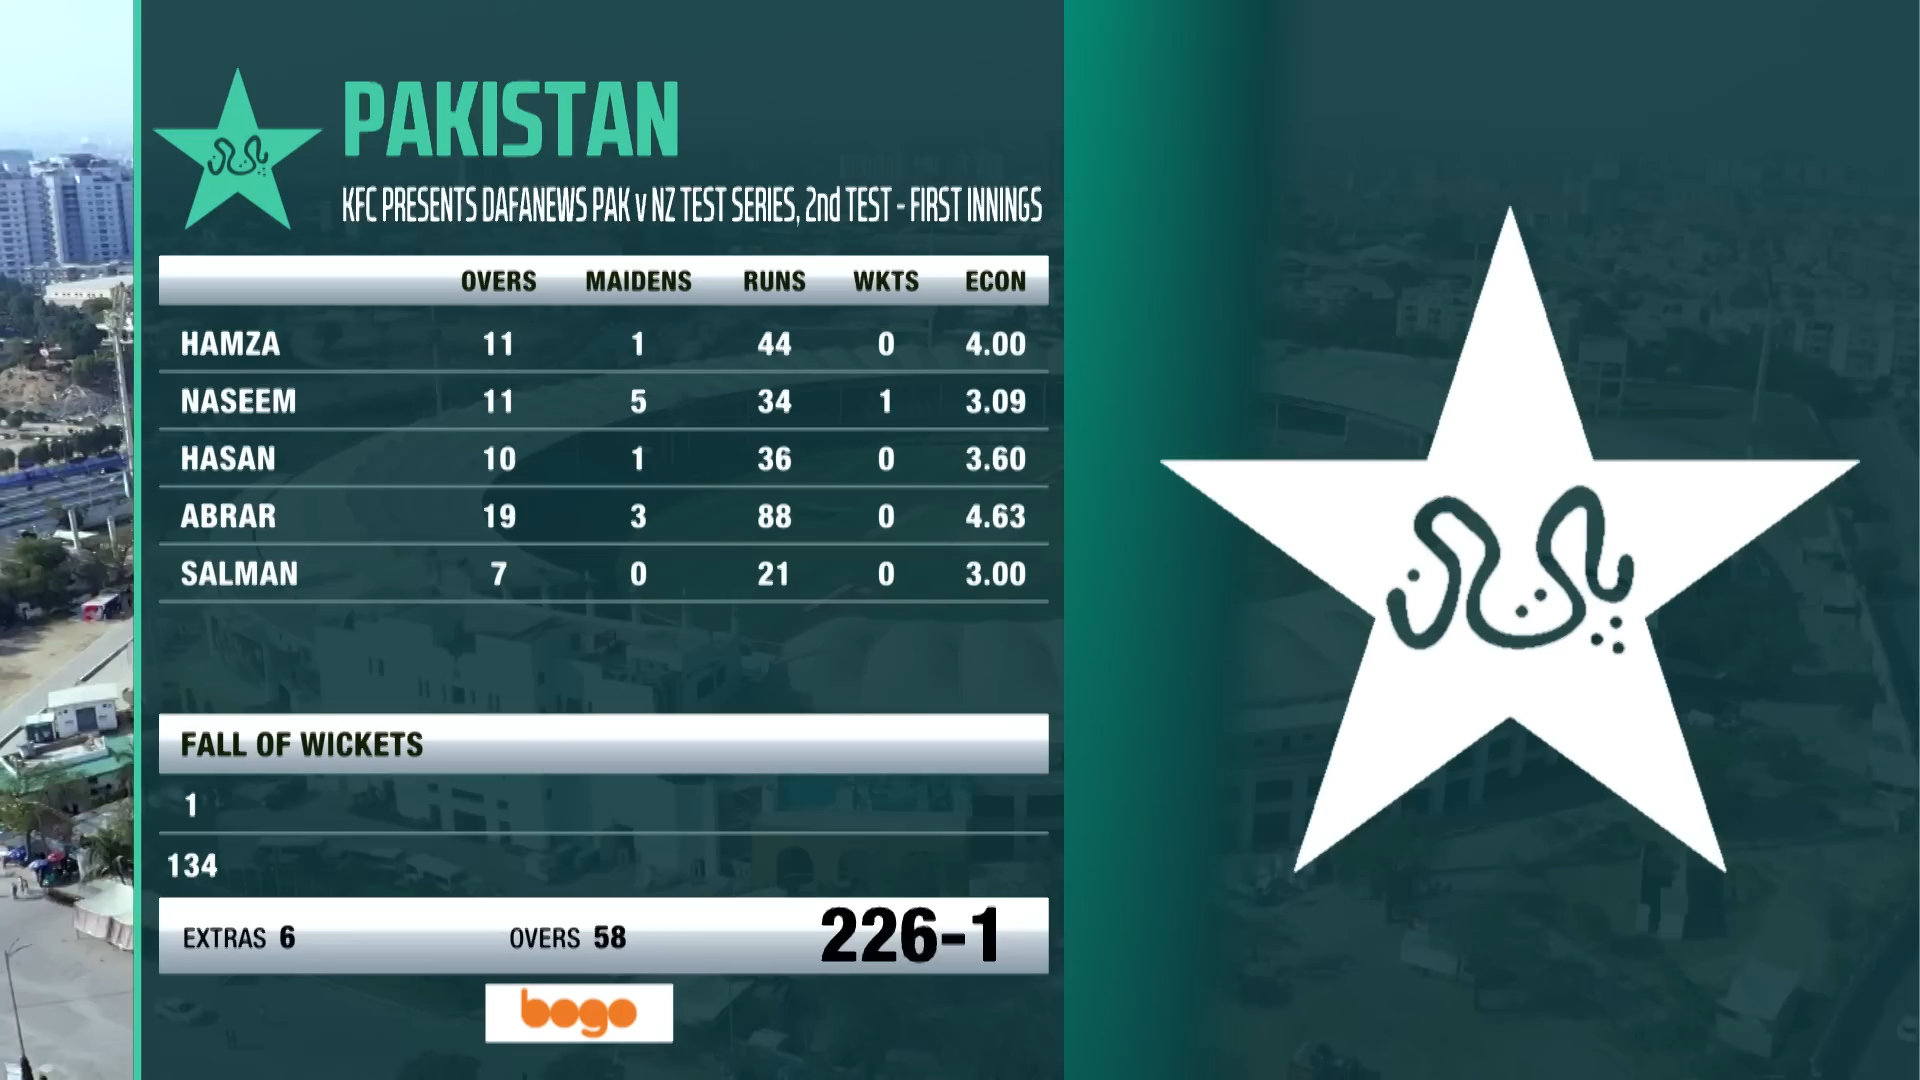 PAKISTAN
KFC PRESENTS DAFANEWS PAK v NZ TEST SERIES, 2nd TEST - FIRST INNINGS
OVERS MAIDENS RUNS WKTS ECON
HAMZA 11 1 44 0 4.00
NASEEM 11 5 34 1 3.09
HASAN 10 1 36 0 3.60
ABRAR 19 3 88 0 4.63
SALMAN 7 0 21 0 3.00
FALL OF WICKETS
1
134
EXTRAS 6 OVERS 58 226-1
bogo